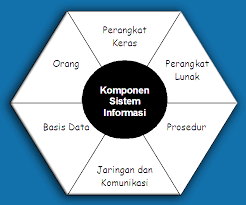 Perangkat
Keras
Orang
Perangkat
Lunak
Komponen
Sistem
Informasi
Basis Data
Prosedur
Jaringan dan
Komunikasi